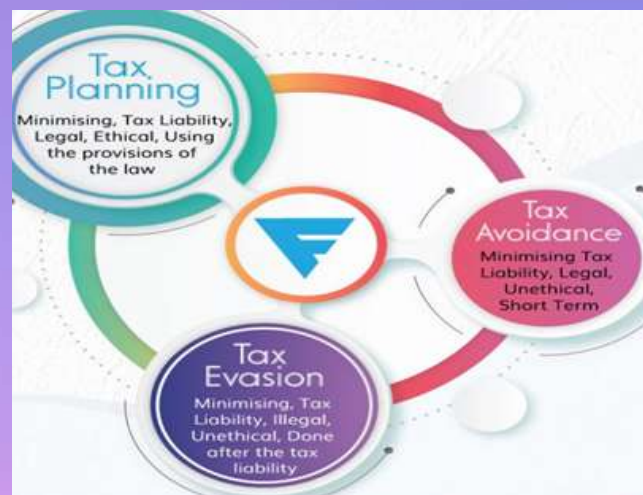 Tax
Planning
Minimising, Tax Liability,
Legal, Ethical, Using
the provisions of
the law
Tax
Avoidance
Minimising Tax
Liability, Legal,
Unethical,
Short Term
Tax
Evasion
Minimising, Tax
Liability, Illegal,
Unethical, Done
after the tax
liability